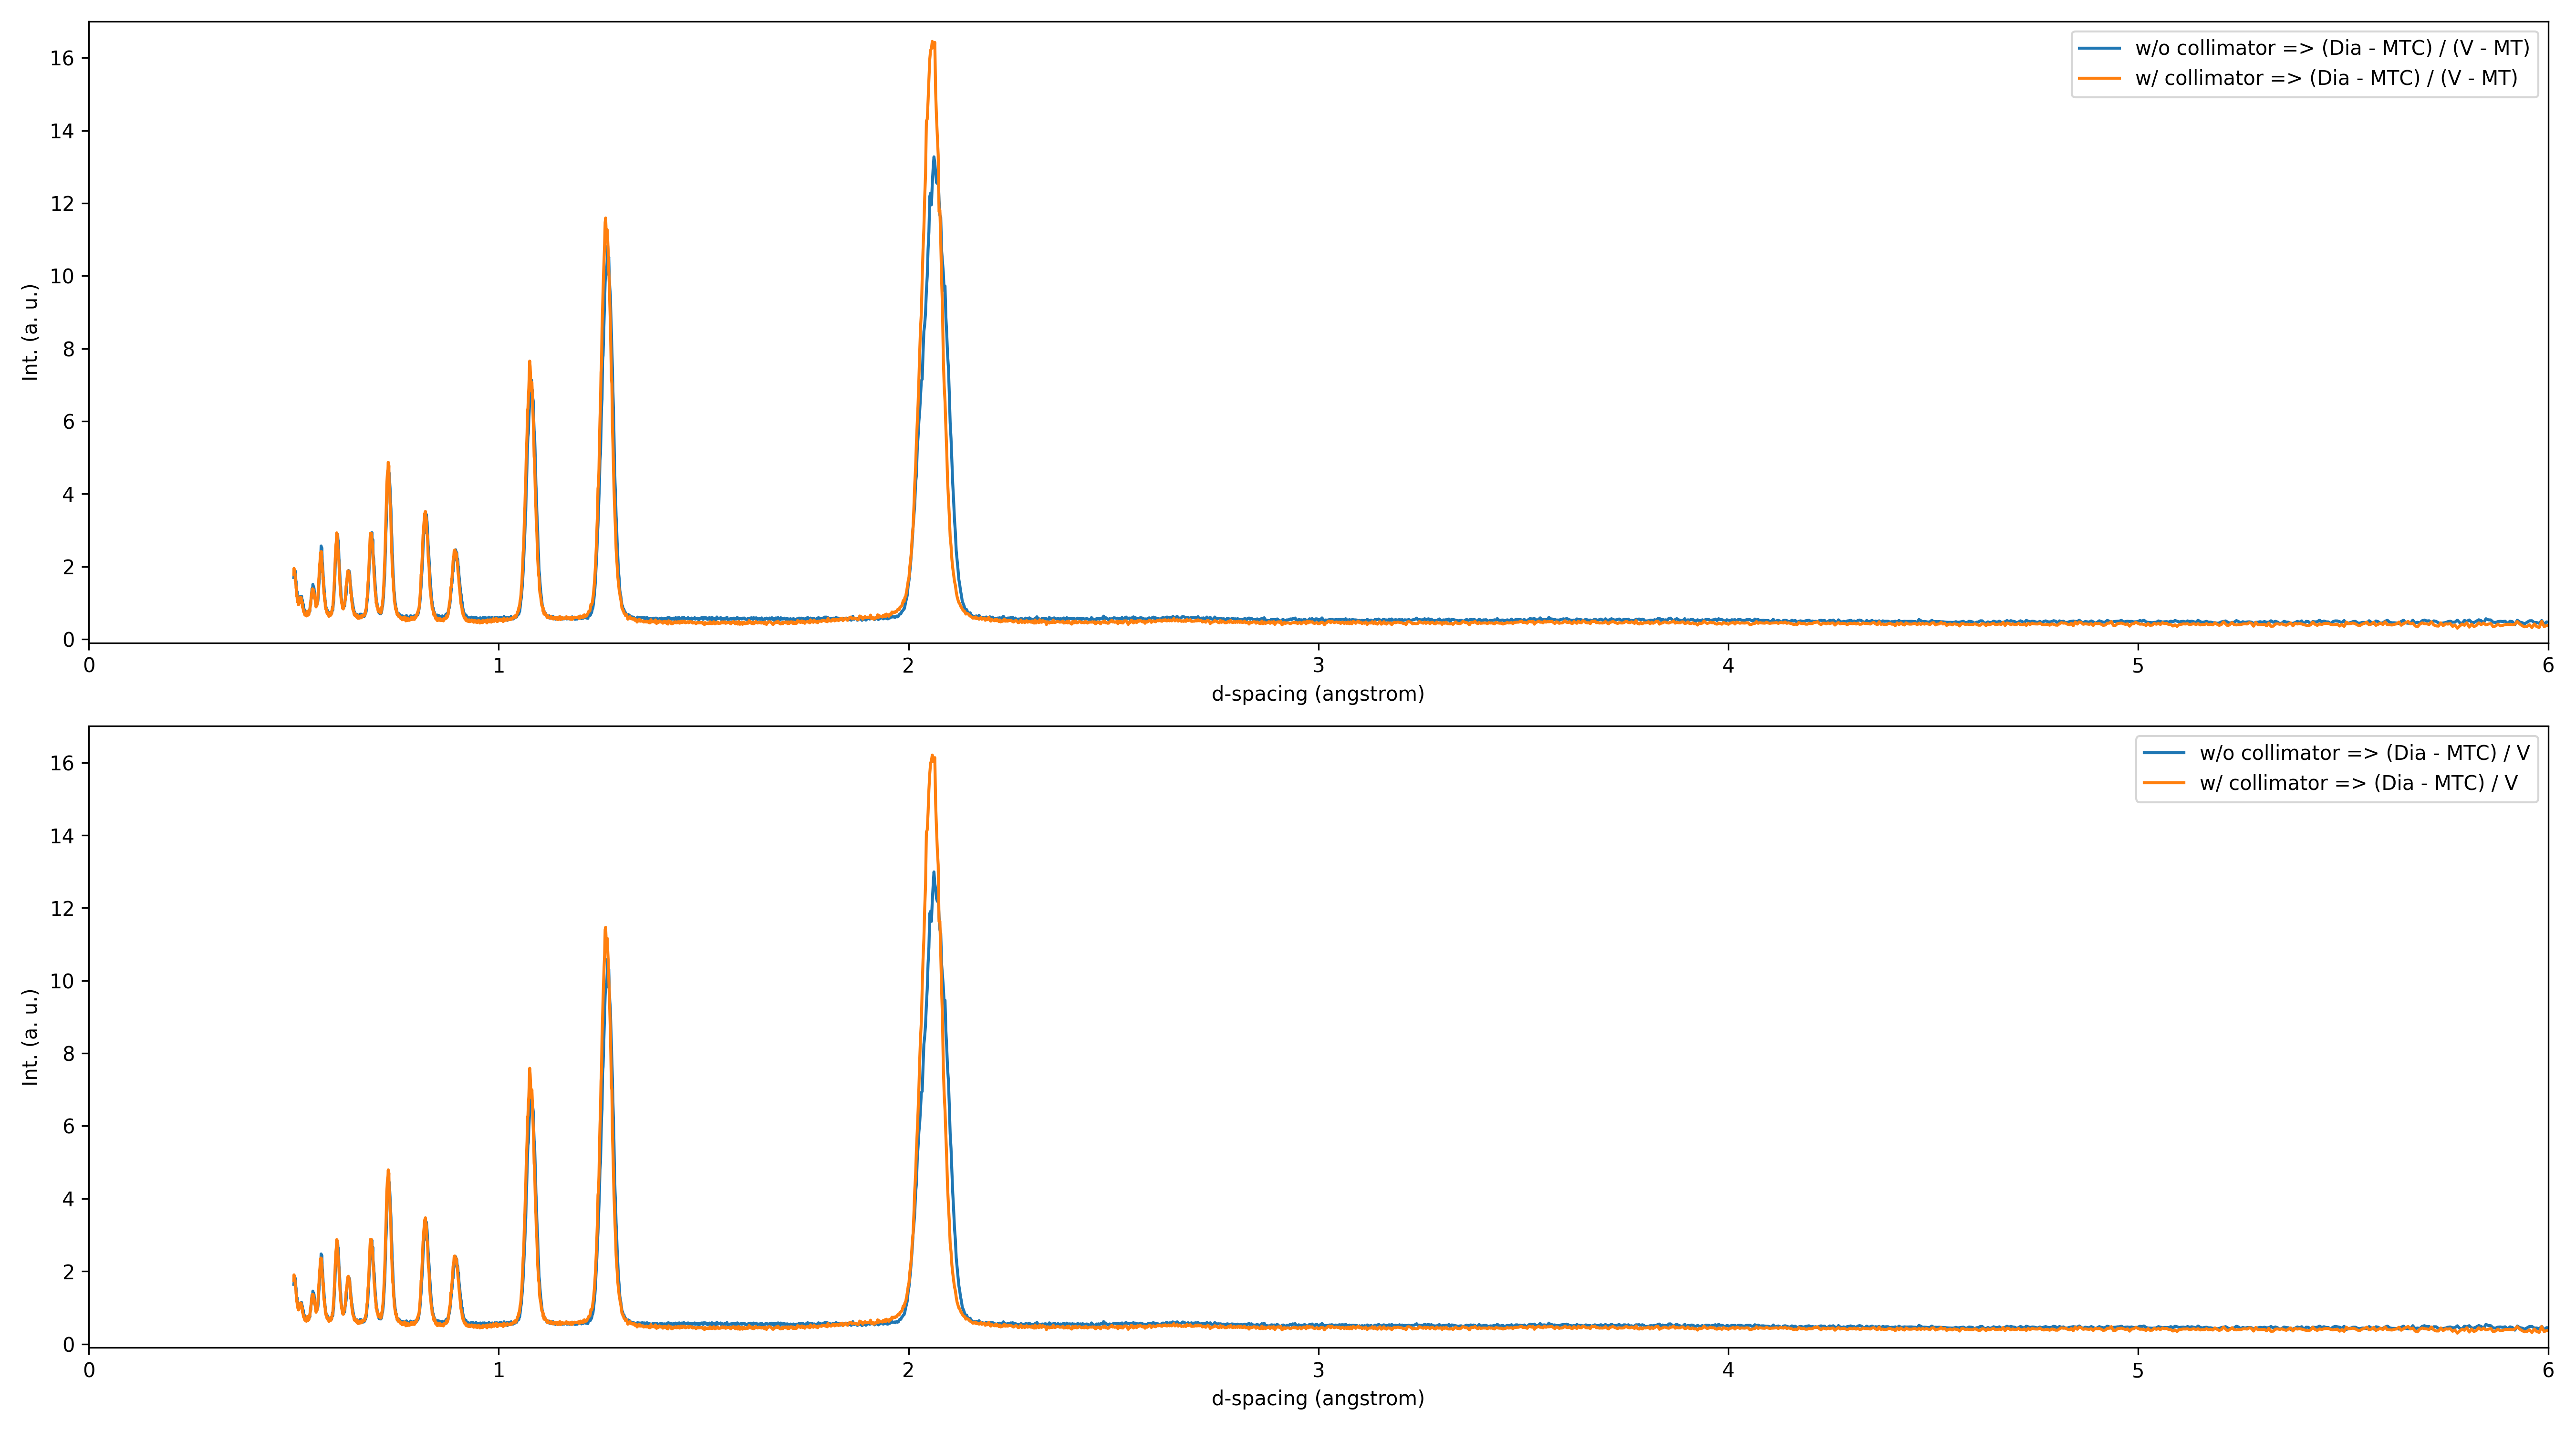 16
14
12
10
8
6
4
2
0
Int. (a. u.)
w/o collimator => (Dia - MTC) / (V - MT)
w/ collimator => (Dia - MTC) / (V - MT)
0 1 2 3 4 5 6
d-spacing (angstrom)
16
14
12
10
8
6
4
2
0
Int. (a. u.)
w/o collimator => (Dia - MTC) / V
w/ collimator => (Dia - MTC) / V
0 1 2 3 4 5 6
d-spacing (angstrom)